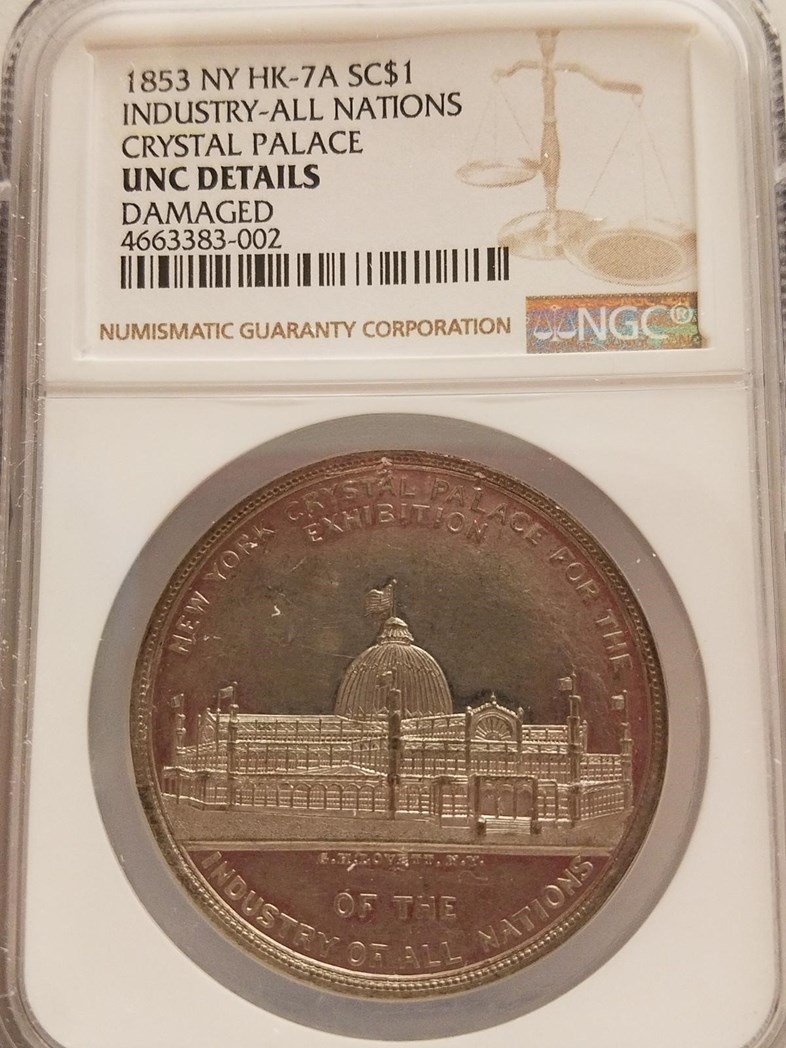 1853 NY HK-7A SC$1
INDUSTRY-ALL NATIONS
CRYSTAL PALACE
UNC DETAILS
DAMAGED
4663383-002
NUMISMATIC GUARANTY CORPORATION
NGC®
NEW YORK CRYSTAL PALACE FOR THE
EXHIBITION
S.H.LOVETT. N.Y.
OF THE
INDUSTRY OF ALL NATIONS